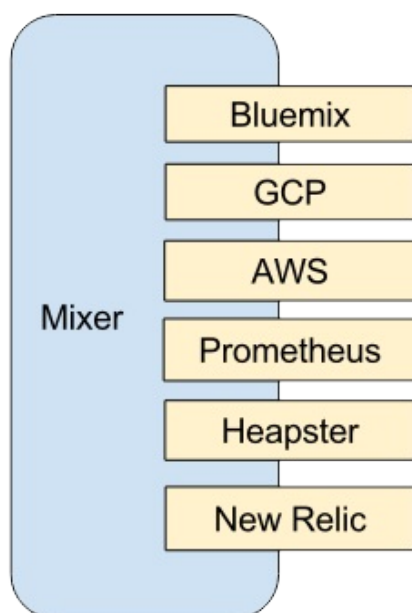 Bluemix
GCP
AWS
Mixer
Prometheus
Heapster
New Relic